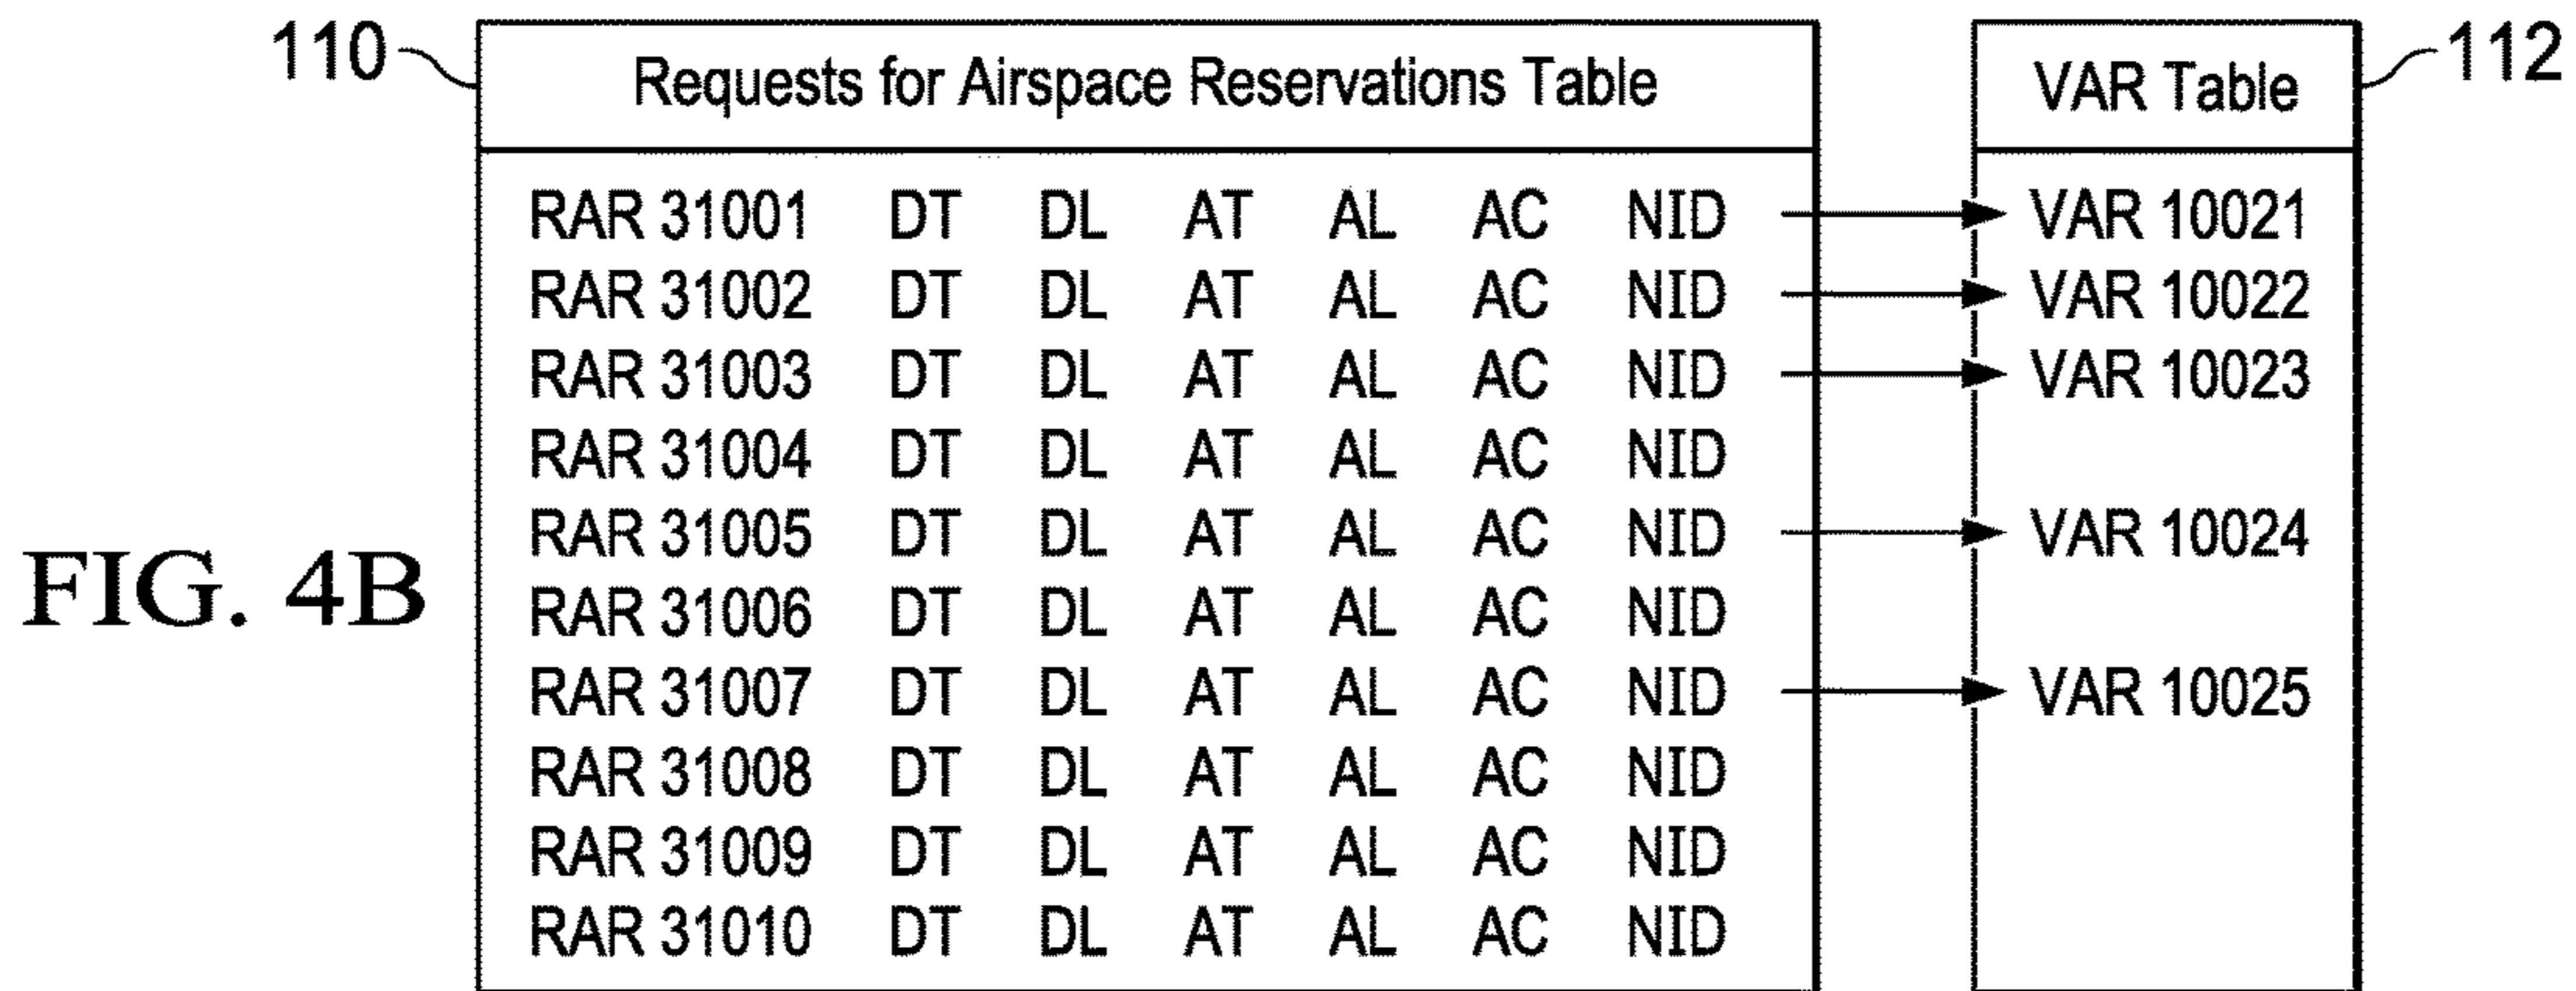 110 Requests for Airspace Reservations Table VAR Table 112
RAR 31001 DT DL AT AL AC NID VAR 10021
RAR 31002 DT DL AT AL AC NID VAR 10022
RAR 31003 DT DL AT AL AC NID VAR 10023
RAR 31004 DT DL AT AL AC NID
RAR 31005 DT DL AT AL AC NID VAR 10024
FIG. 4B
RAR 31006 DT DL AT AL AC NID
RAR 31007 DT DL AT AL AC NID VAR 10025
RAR 31008 DT DL AT AL AC NID
RAR 31009 DT DL AT AL AC NID
RAR 31010 DT DL AT AL AC NID